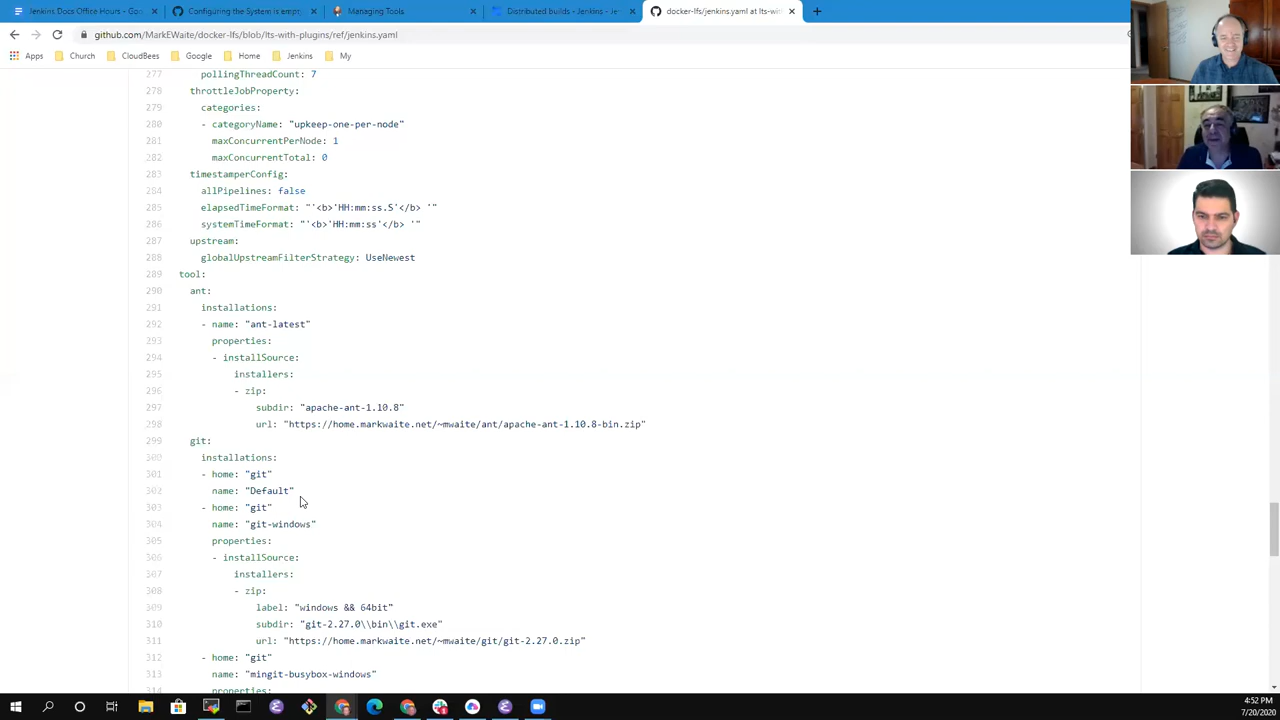 Jenkins Docs Office Hours - Goo
Configuring the System is emp
Managing Tools
Distributed builds - Jenkins - Je
docker-lfs/jenkins.yaml at lts-wi
github.com/MarkEWaite/docker-lfs/blob/lts-with-plugins/ref/jenkins.yaml
Apps
Church
CloudBees
Google
Home
Jenkins
My
277 pollingThreadCount: 7
278 throttleJobProperty:
279 categories:
280 - categoryName: "upkeep-one-per-node"
281 maxConcurrentPerNode: 1
282 maxConcurrentTotal: 0
283 timestamperConfig:
284 allPipelines: false
285 elapsedTimeFormat: "'<b>'HH:mm:ss.S'</b> '"
286 systemTimeFormat: "'<b>'HH:mm:ss'</b> '"
287 upstream:
288 globalUpstreamFilterStrategy: UseNewest
289 tool:
290 ant:
291 installations:
292 - name: "ant-latest"
293 properties:
294 - installSource:
295 installers:
296 - zip:
297 subdir: "apache-ant-1.10.8"
298 url: "https://home.markwaite.net/~mwaite/ant/apache-ant-1.10.8-bin.zip"
299 git:
300 installations:
301 - home: "git"
302 name: "Default"
303 - home: "git"
304 name: "git-windows"
305 properties:
306 - installSource:
307 installers:
308 - zip:
309 label: "windows && 64bit"
310 subdir: "git-2.27.0\\bin\\git.exe"
311 url: "https://home.markwaite.net/~mwaite/git/git-2.27.0.zip"
312 - home: "git"
313 name: "mingit-busybox-windows"
314 properties:
4:52 PM
7/20/2020